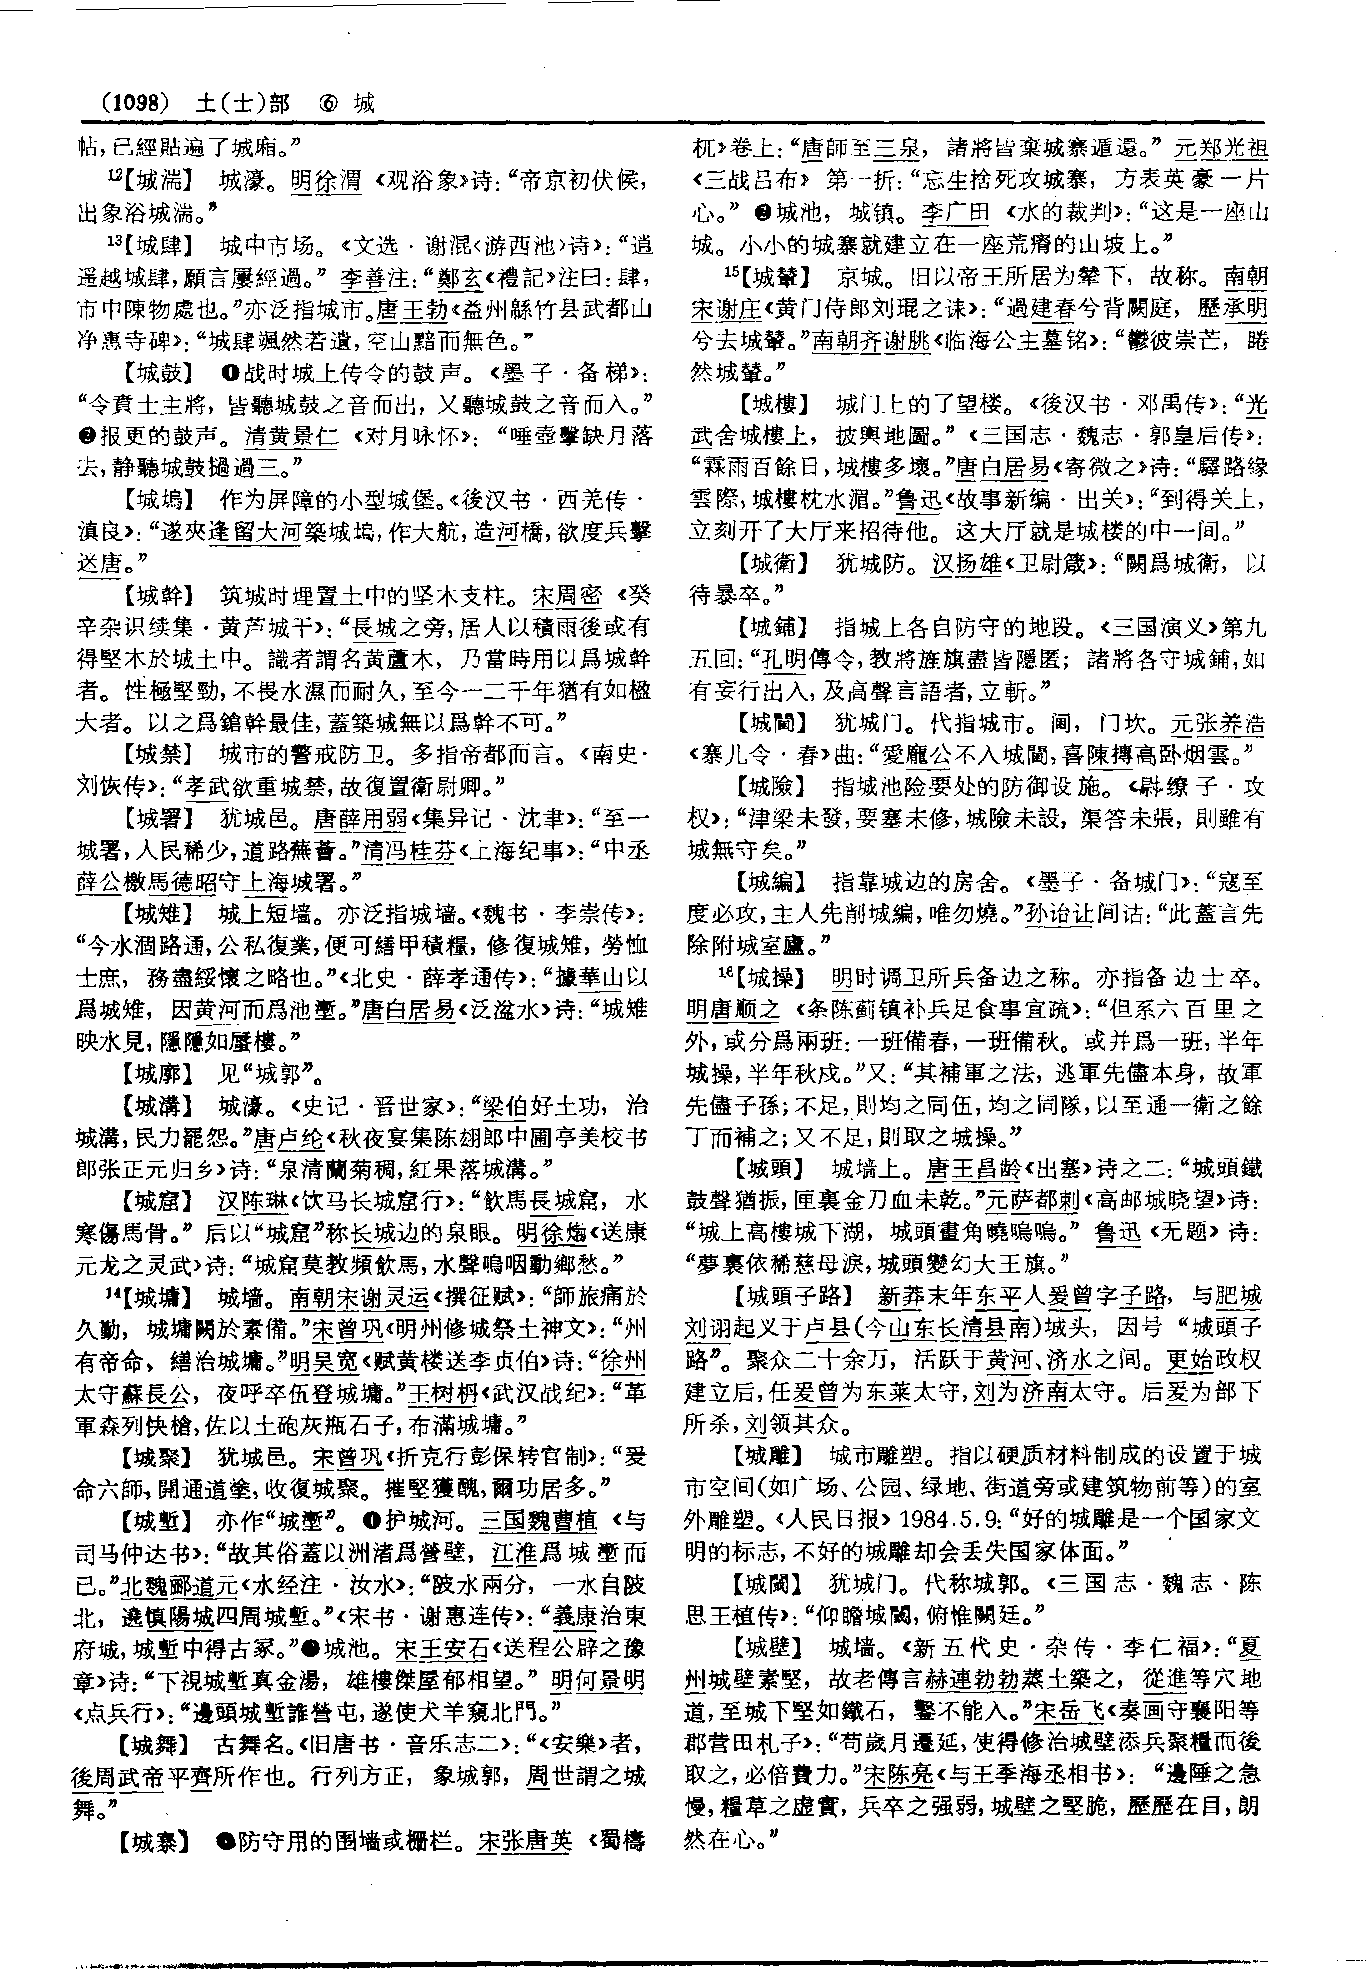 (1098) 土(士)部 ⑥ 城
帖,已經貼遍了城廂。”
¹²【城湍】 城濠。明徐渭《观浴象》诗:“帝京初伏候,
出象浴城湍。”
¹³【城肆】 城中市场。《文选·谢混〈游西池〉诗》:“逍
遥越城肆,願言屢經過。” 李善注:“鄭玄《禮記》注曰:肆,
市中陳物處也。”亦泛指城市。唐王勃《益州緜竹县武都山
净惠寺碑》:“城肆颯然若遺,空山黯而無色。”
【城鼓】 ❶战时城上传令的鼓声。《墨子·备梯》:
“令賁士主將,皆聽城鼓之音而出,又聽城鼓之音而入。”
❷报更的鼓声。清黄景仁《对月咏怀》:“唾壺擊缺月落
去,静聽城鼓撾過三。”
【城塢】 作为屏障的小型城堡。《後汉书·西羌传·
滇良》:“遂夾逢留大河築城塢,作大航,造河橋,欲度兵擊
迷唐。”
【城幹】 筑城时埋置土中的坚木支柱。宋周密《癸
辛杂识续集·黄芦城干》:“長城之旁,居人以積雨後或有
得堅木於城土中。識者謂名黄蘆木,乃當時用以爲城幹
者。性極堅勁,不畏水濕而耐久,至今一二千年猶有如楹
大者。以之爲鎗幹最佳,蓋築城無以爲幹不可。”
【城禁】 城市的警戒防卫。多指帝都而言。《南史·
刘恢传》:“孝武欲重城禁,故復置衛尉卿。”
【城署】 犹城邑。唐薛用弱《集异记·沈聿》:“至一
城署,人民稀少,道路蕪薈。”清冯桂芬《上海纪事》:“中丞
薛公檄馬德昭守上海城署。”
【城雉】 城上短墙。亦泛指城墙。《魏书·李崇传》:
“今水涸路通,公私復業,便可繕甲積糧,修復城雉,勞恤
士庶,務盡綏懷之略也。”《北史·薛孝通传》:“據華山以
爲城雉,因黄河而爲池壍。”唐白居易《泛湓水》诗:“城雉
映水見,隱隱如蜃樓。”
【城廓】 见“城郭”。
【城溝】 城濠。《史记·晋世家》:“梁伯好土功,治
城溝,民力罷怨。”唐卢纶《秋夜宴集陈翃郎中圃亭美校书
郎张正元归乡》诗:“泉清蘭菊稠,紅果落城溝。”
【城窟】 汉陈琳《饮马长城窟行》:“飲馬長城窟,水
寒傷馬骨。”后以“城窟”称长城边的泉眼。明徐𤊹《送康
元龙之灵武》诗:“城窟莫教頻飲馬,水聲嗚咽動鄉愁。”
¹⁴【城墉】 城墙。南朝宋谢灵运《撰征赋》:“師旅痛於
久勤,城墉闕於素備。”宋曾巩《明州修城祭土神文》:“州
有帝命、繕治城墉。”明吴宽《赋黄楼送李贞伯》诗:“徐州
太守蘇長公,夜呼卒伍登城墉。”王树枬《武汉战纪》:“革
軍森列快槍,佐以土砲灰瓶石子,布滿城墉。”
【城聚】 犹城邑。宋曾巩《折克行彭保转官制》:“爰
命六師,開通道塗,收復城聚。摧堅獲醜,爾功居多。”
【城塹】 亦作“城壍”。❶护城河。三国魏曹植《与
司马仲达书》:“故其俗蓋以洲渚爲營壁,江淮爲城壍而
已。”北魏郦道元《水经注·汝水》:“陂水兩分,一水自陂
北,遶慎陽城四周城塹。”《宋书·谢惠连传》:“義康治東
府城,城塹中得古冢。”❷城池。宋王安石《送程公辟之豫
章》诗:“下視城塹真金湯,雄樓傑屋郁相望。”明何景明
《点兵行》:“邊頭城塹誰營屯,遂使犬羊窺北門。”
【城舞】 古舞名。《旧唐书·音乐志二》:“《安樂》者,
後周武帝平齊所作也。行列方正,象城郭,周世謂之城
舞。”
【城寨】 ❶防守用的围墙或栅栏。宋张唐英《蜀檮
杌》卷上:“唐師至三泉,諸將皆棄城寨遁還。”元郑光祖
《三战吕布》第一折:“忘生捨死攻城寨,方表英豪一片
心。”❷城池,城镇。李广田《水的裁判》:“这是一座山
城。小小的城寨就建立在一座荒瘠的山坡上。”
¹⁵【城輦】 京城。旧以帝王所居为辇下,故称。南朝
宋谢庄《黄门侍郎刘琨之诔》:“過建春兮背闕庭,歷承明
兮去城輦。”南朝齐谢朓《临海公主墓铭》:“鬱彼崇芒,睠
然城輦。”
【城樓】 城门上的了望楼。《後汉书·邓禹传》:“光
武舍城樓上,披輿地圖。”《三国志·魏志·郭皇后传》:
“霖雨百餘日,城樓多壞。”唐白居易《寄微之》诗:“驛路缘
雲際,城樓枕水湄。”鲁迅《故事新编·出关》:“到得关上,
立刻开了大厅来招待他。这大厅就是城楼的中一间。”
【城衛】 犹城防。汉扬雄《卫尉箴》:“闕爲城衛,以
待暴卒。”
【城鋪】 指城上各自防守的地段。《三国演义》第九
五回:“孔明傳令,教將旌旗盡皆隱匿;諸將各守城鋪,如
有妄行出入,及高聲言語者,立斬。”
【城閫】 犹城门。代指城市。阃,门坎。元张养浩
《寨儿令·春》曲:“愛龐公不入城閫,喜陳摶高卧烟雲。”
【城險】 指城池险要处的防御设施。《尉缭子·攻
权》:“津梁未發,要塞未修,城險未設,渠答未張,則雖有
城無守矣。”
【城编】 指靠城边的房舍。《墨子·备城门》:“寇至
度必攻,主人先削城编,唯勿燒。”孙诒让间诂:“此蓋言先
除附城室廬。”
¹⁶【城操】 明时调卫所兵备边之称。亦指备边士卒。
明唐顺之《条陈蓟镇补兵足食事宜疏》:“但系六百里之
外,或分爲兩班:一班備春,一班備秋。或并爲一班,半年
城操,半年秋戍。”又:“其補軍之法,逃軍先儘本身,故軍
先儘子孫;不足,則均之同伍,均之同隊,以至通一衛之餘
丁而補之;又不足,則取之城操。”
【城頭】 城墙上。唐王昌龄《出塞》诗之二:“城頭鐵
鼓聲猶振,匣裏金刀血未乾。”元萨都剌《高邮城晓望》诗:
“城上高樓城下湖,城頭畫角曉嗚嗚。”鲁迅《无题》诗:
“夢裏依稀慈母淚,城頭變幻大王旗。”
【城頭子路】 新莽末年东平人爰曾字子路,与肥城
刘诩起义于卢县(今山东长清县南)城头,因号“城頭子
路”。聚众二十余万,活跃于黄河、济水之间。更始政权
建立后,任爰曾为东莱太守,刘为济南太守。后爰为部下
所杀,刘领其众。
【城雕】 城市雕塑。指以硬质材料制成的设置于城
市空间(如广场、公园、绿地、街道旁或建筑物前等)的室
外雕塑。《人民日报》1984.5.9:“好的城雕是一个国家文
明的标志,不好的城雕却会丢失国家体面。”
【城闕】 犹城门。代称城郭。《三国志·魏志·陈
思王植传》:“仰瞻城闕,俯惟闕廷。”
【城壁】 城墙。《新五代史·杂传·李仁福》:“夏
州城壁素堅,故老傳言赫連勃勃蒸土築之,從進等穴地
道,至城下堅如鐵石,鑿不能入。”宋岳飞《奏画守襄阳等
郡营田札子》:“苟歲月遷延,使得修治城壁添兵聚糧而後
取之,必倍費力。”宋陈亮《与王季海丞相书》:“邊陲之急
慢,糧草之虚實,兵卒之强弱,城壁之堅脆,歷歷在目,朗
然在心。”